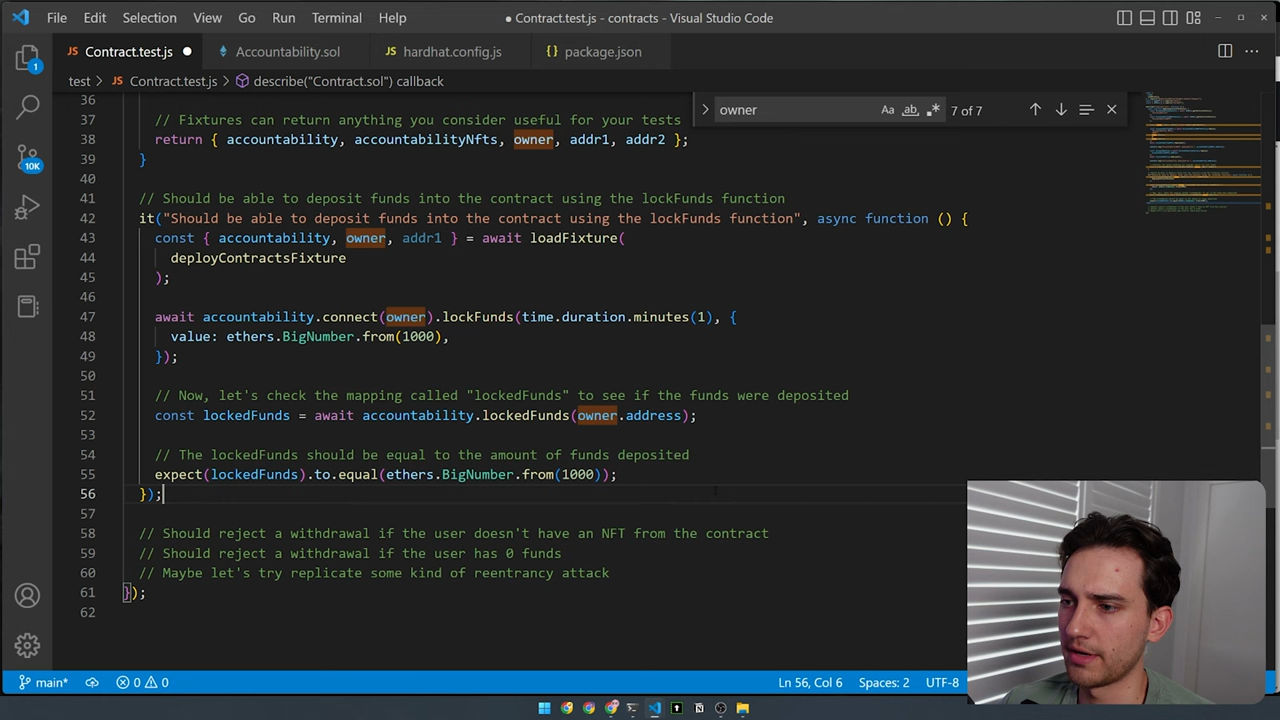 File Edit Selection View Go Run Terminal Help
● Contract.test.js - contracts - Visual Studio Code
JS Contract.test.js ● Accountability.sol JS hardhat.config.js {} package.json
test > JS Contract.test.js > describe("Contract.sol") callback
owner Aa ab 7 of 7
36
37 // Fixtures can return anything you consider useful for your tests
38 return { accountability, accountabilityNfts, owner, addr1, addr2 };
39 }
40
41 // Should be able to deposit funds into the contract using the lockFunds function
42 it("Should be able to deposit funds into the contract using the lockFunds function", async function () {
43 const { accountability, owner, addr1 } = await loadFixture(
44 deployContractsFixture
45 );
46
47 await accountability.connect(owner).lockFunds(time.duration.minutes(1), {
48 value: ethers.BigNumber.from(1000),
49 });
50
51 // Now, let's check the mapping called "lockedFunds" to see if the funds were deposited
52 const lockedFunds = await accountability.lockedFunds(owner.address);
53
54 // The lockedFunds should be equal to the amount of funds deposited
55 expect(lockedFunds).to.equal(ethers.BigNumber.from(1000));
56 });
57
58 // Should reject a withdrawal if the user doesn't have an NFT from the contract
59 // Should reject a withdrawal if the user has 0 funds
60 // Maybe let's try replicate some kind of reentrancy attack
61 });
62
1
10K
main* 0 0 Ln 56, Col 6 Spaces: 2 UTF-8